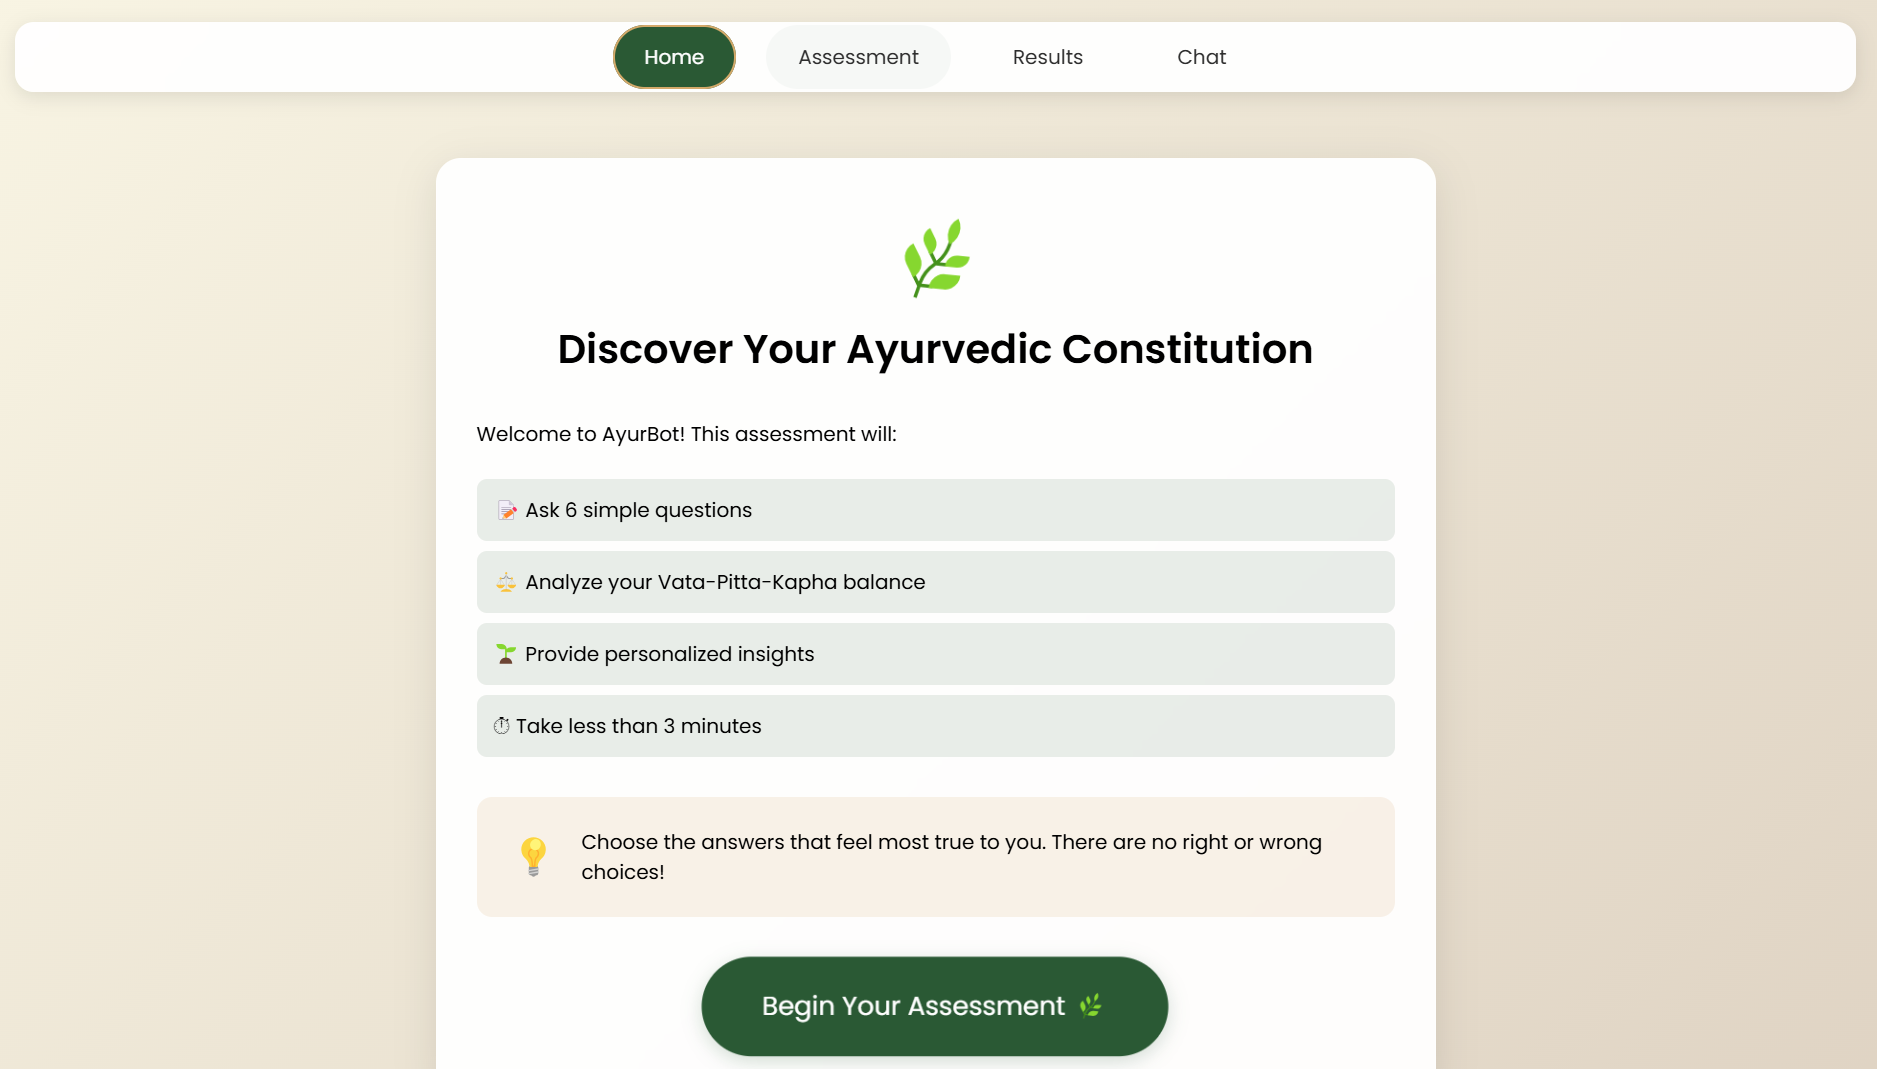 Home
Assessment
Results
Chat
Discover Your Ayurvedic Constitution
Welcome to AyurBot! This assessment will:
📝 Ask 6 simple questions
⚖️ Analyze your Vata-Pitta-Kapha balance
🌱 Provide personalized insights
⏱ Take less than 3 minutes
Choose the answers that feel most true to you. There are no right or wrong
choices!
Begin Your Assessment 🌿